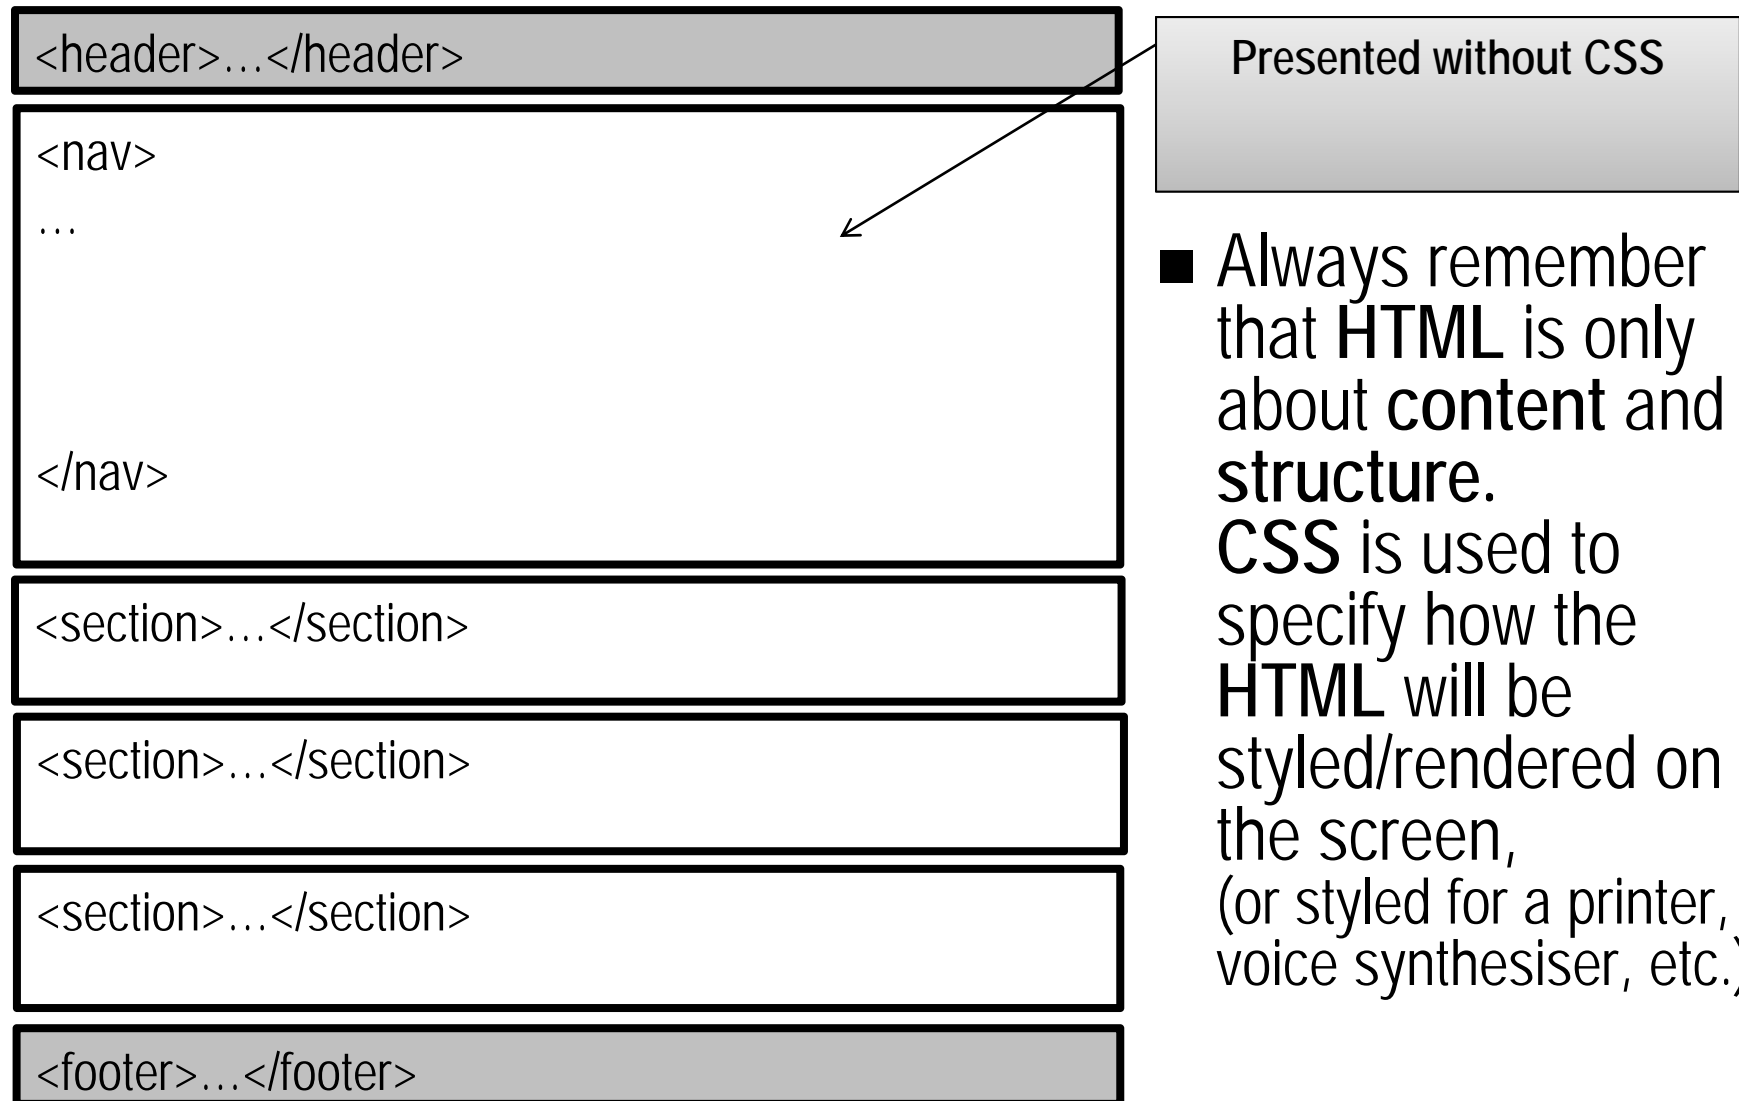 <header>…</header>
<nav>
…
</nav>
<section>…</section>
<section>…</section>
<section>…</section>
<footer>…</footer>
Presented without CSS
■ Always remember
that HTML is only
about content and
structure.
CSS is used to
specify how the
HTML will be
styled/rendered on
the screen,
(or styled for a printer,
voice synthesiser, etc.)